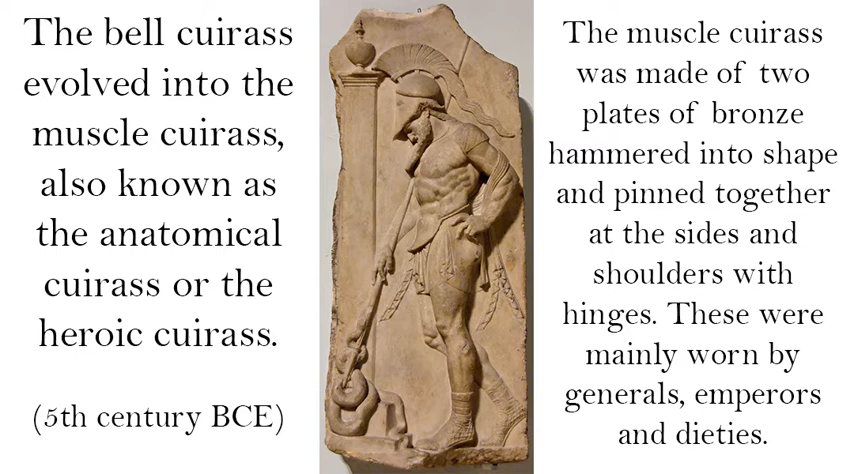 The bell cuirass
evolved into the
muscle cuirass,
also known as
the anatomical
cuirass or the
heroic cuirass.
(5th century BCE)
The muscle cuirass
was made of two
plates of bronze
hammered into shape
and pinned together
at the sides and
shoulders with
hinges. These were
mainly worn by
generals, emperors
and dieties.